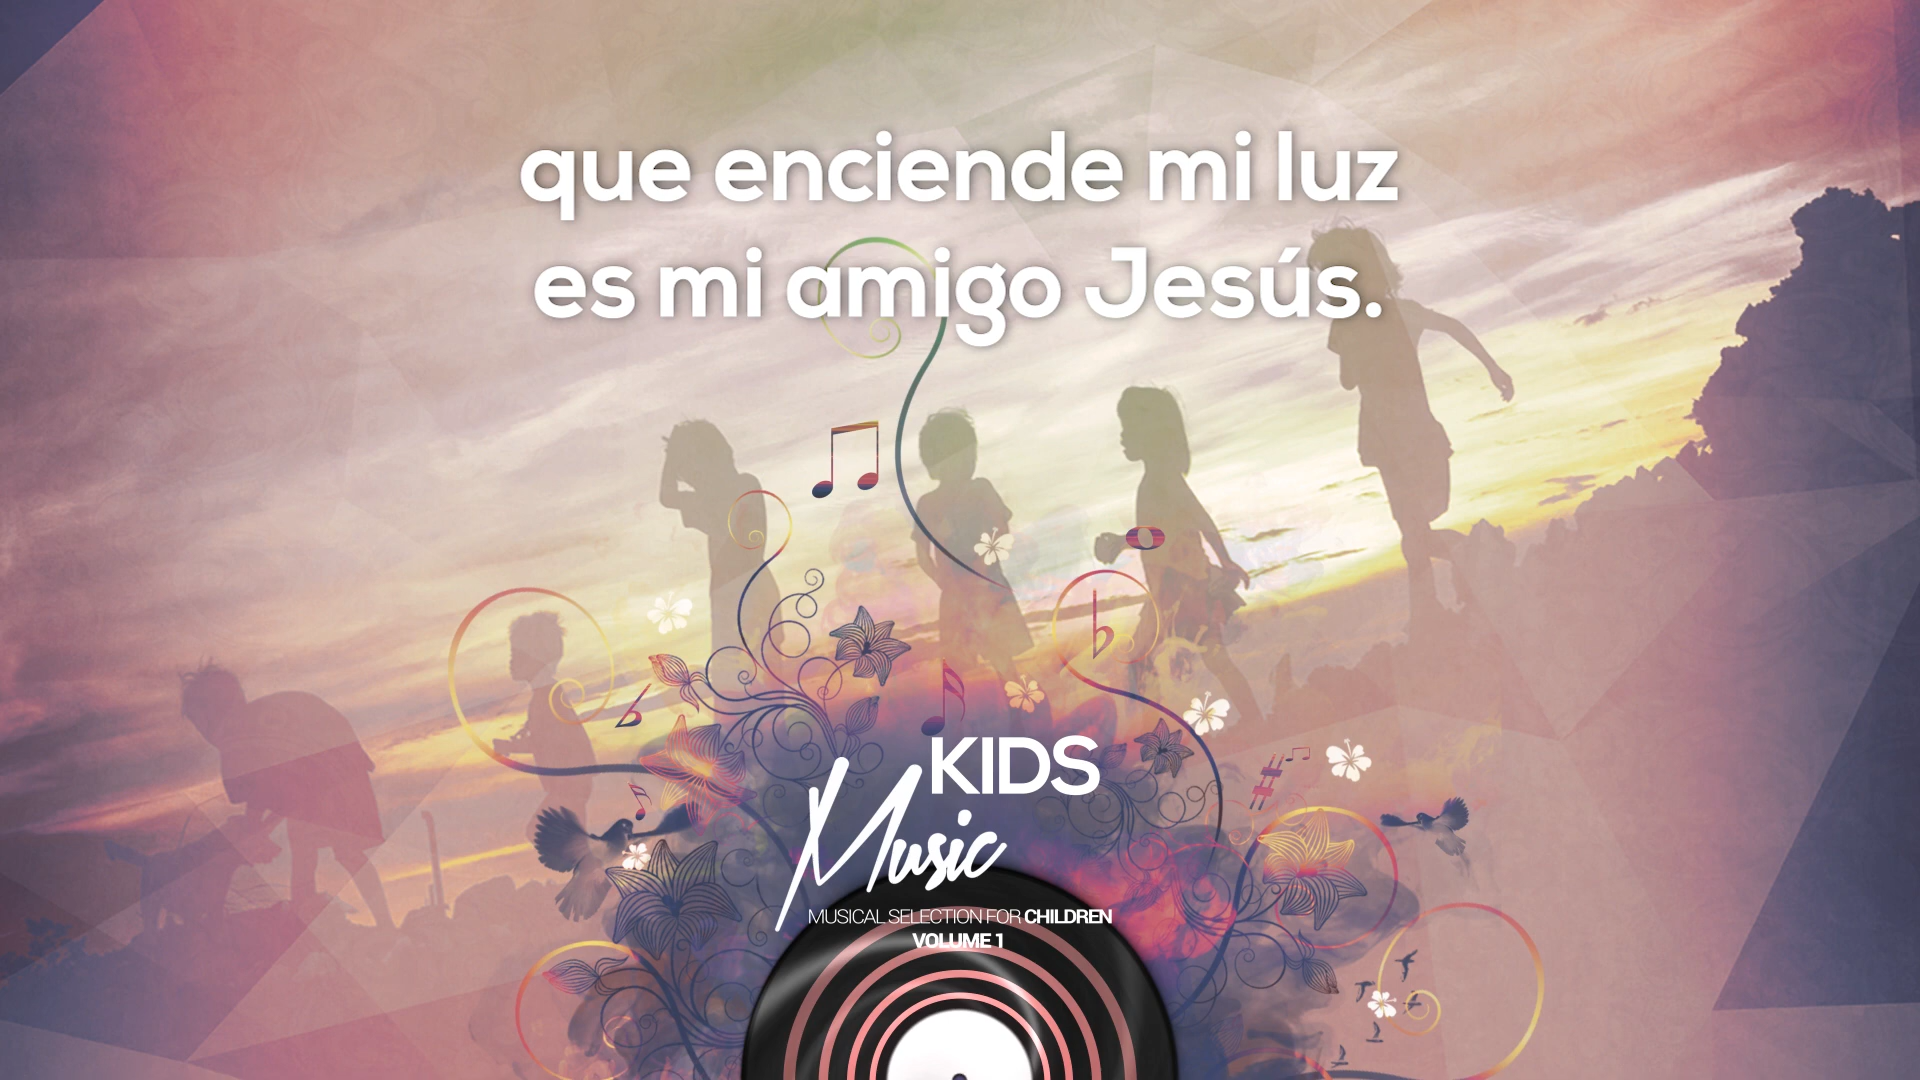 que enciende mi luz
es mi amigo Jesús.
KIDS
Music
MUSICAL SELECTION FOR CHILDREN
VOLUME 1